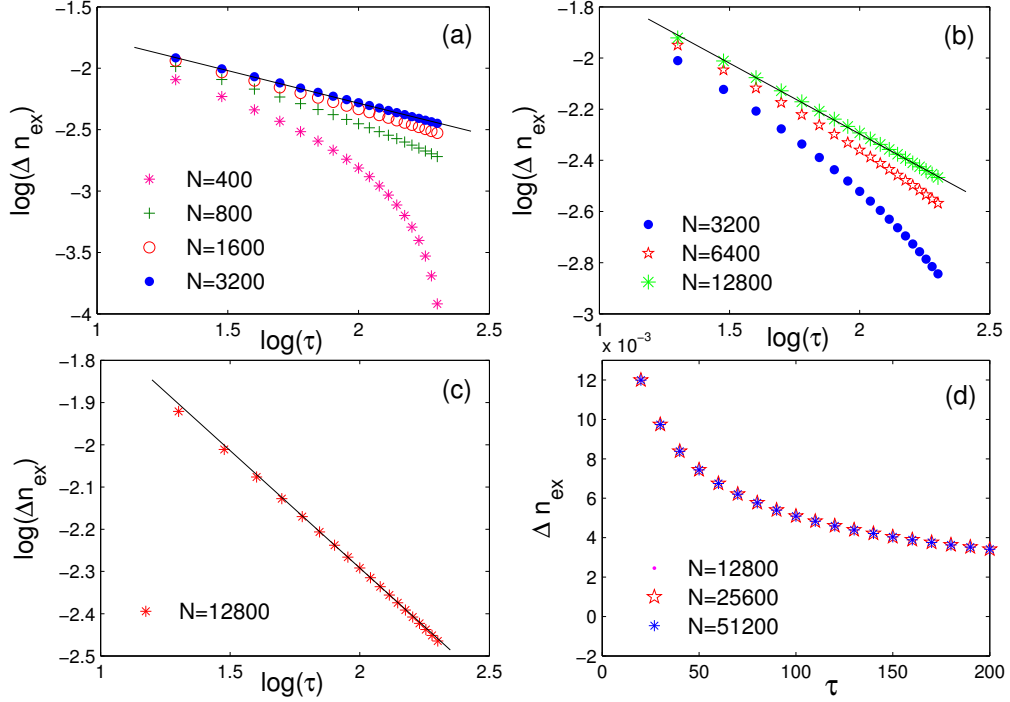 (a)
log(Δ n_ex)
-1.5
-2
-2.5
-3
-3.5
-4
N=400
N=800
N=1600
N=3200
1
1.5
2
2.5
log(τ)
(b)
log(Δ n_ex)
-1.8
-2
-2.2
-2.4
-2.6
-2.8
-3
N=3200
N=6400
N=12800
1
1.5
2
2.5
log(τ)
(c)
log(Δn_ex)
-1.8
-1.9
-2
-2.1
-2.2
-2.3
-2.4
-2.5
N=12800
1
1.5
2
2.5
log(τ)
x 10^-3
(d)
Δ n_ex
12
10
8
6
4
2
0
-2
N=12800
N=25600
N=51200
0
50
100
150
200
τ